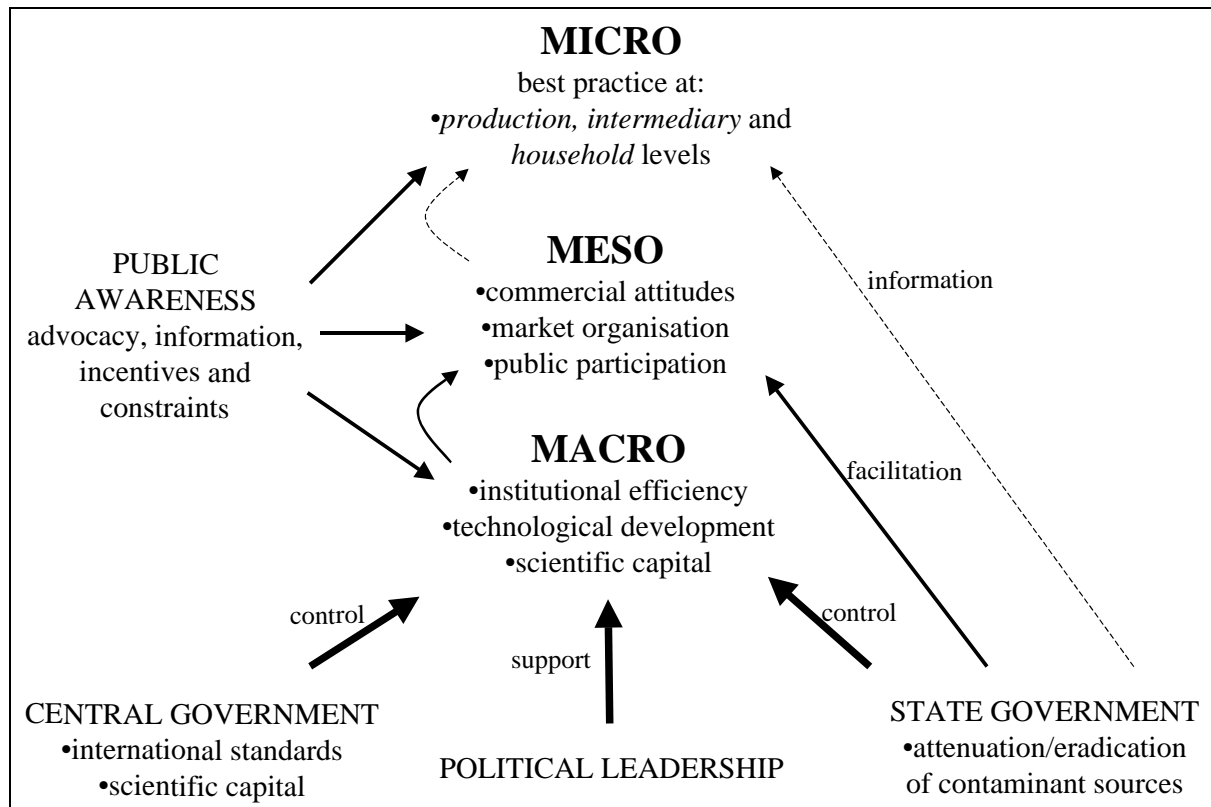 MICRO
best practice at:
•production, intermediary and
household levels
PUBLIC
AWARENESS
advocacy, information,
incentives and
constraints
MESO
•commercial attitudes
•market organisation
•public participation
information
MACRO
•institutional efficiency
•technological development
•scientific capital
facilitation
control
support
control
CENTRAL GOVERNMENT
•international standards
•scientific capital
POLITICAL LEADERSHIP
STATE GOVERNMENT
•attenuation/eradication
of contaminant sources